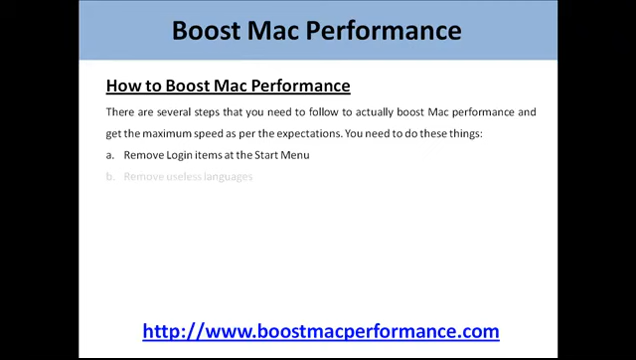 Boost Mac Performance
How to Boost Mac Performance
There are several steps that you need to follow to actually boost Mac performance and
get the maximum speed as per the expectations. You need to do these things:
a. Remove Login items at the Start Menu
b. Remove useless languages
http://www.boostmacperformance.com